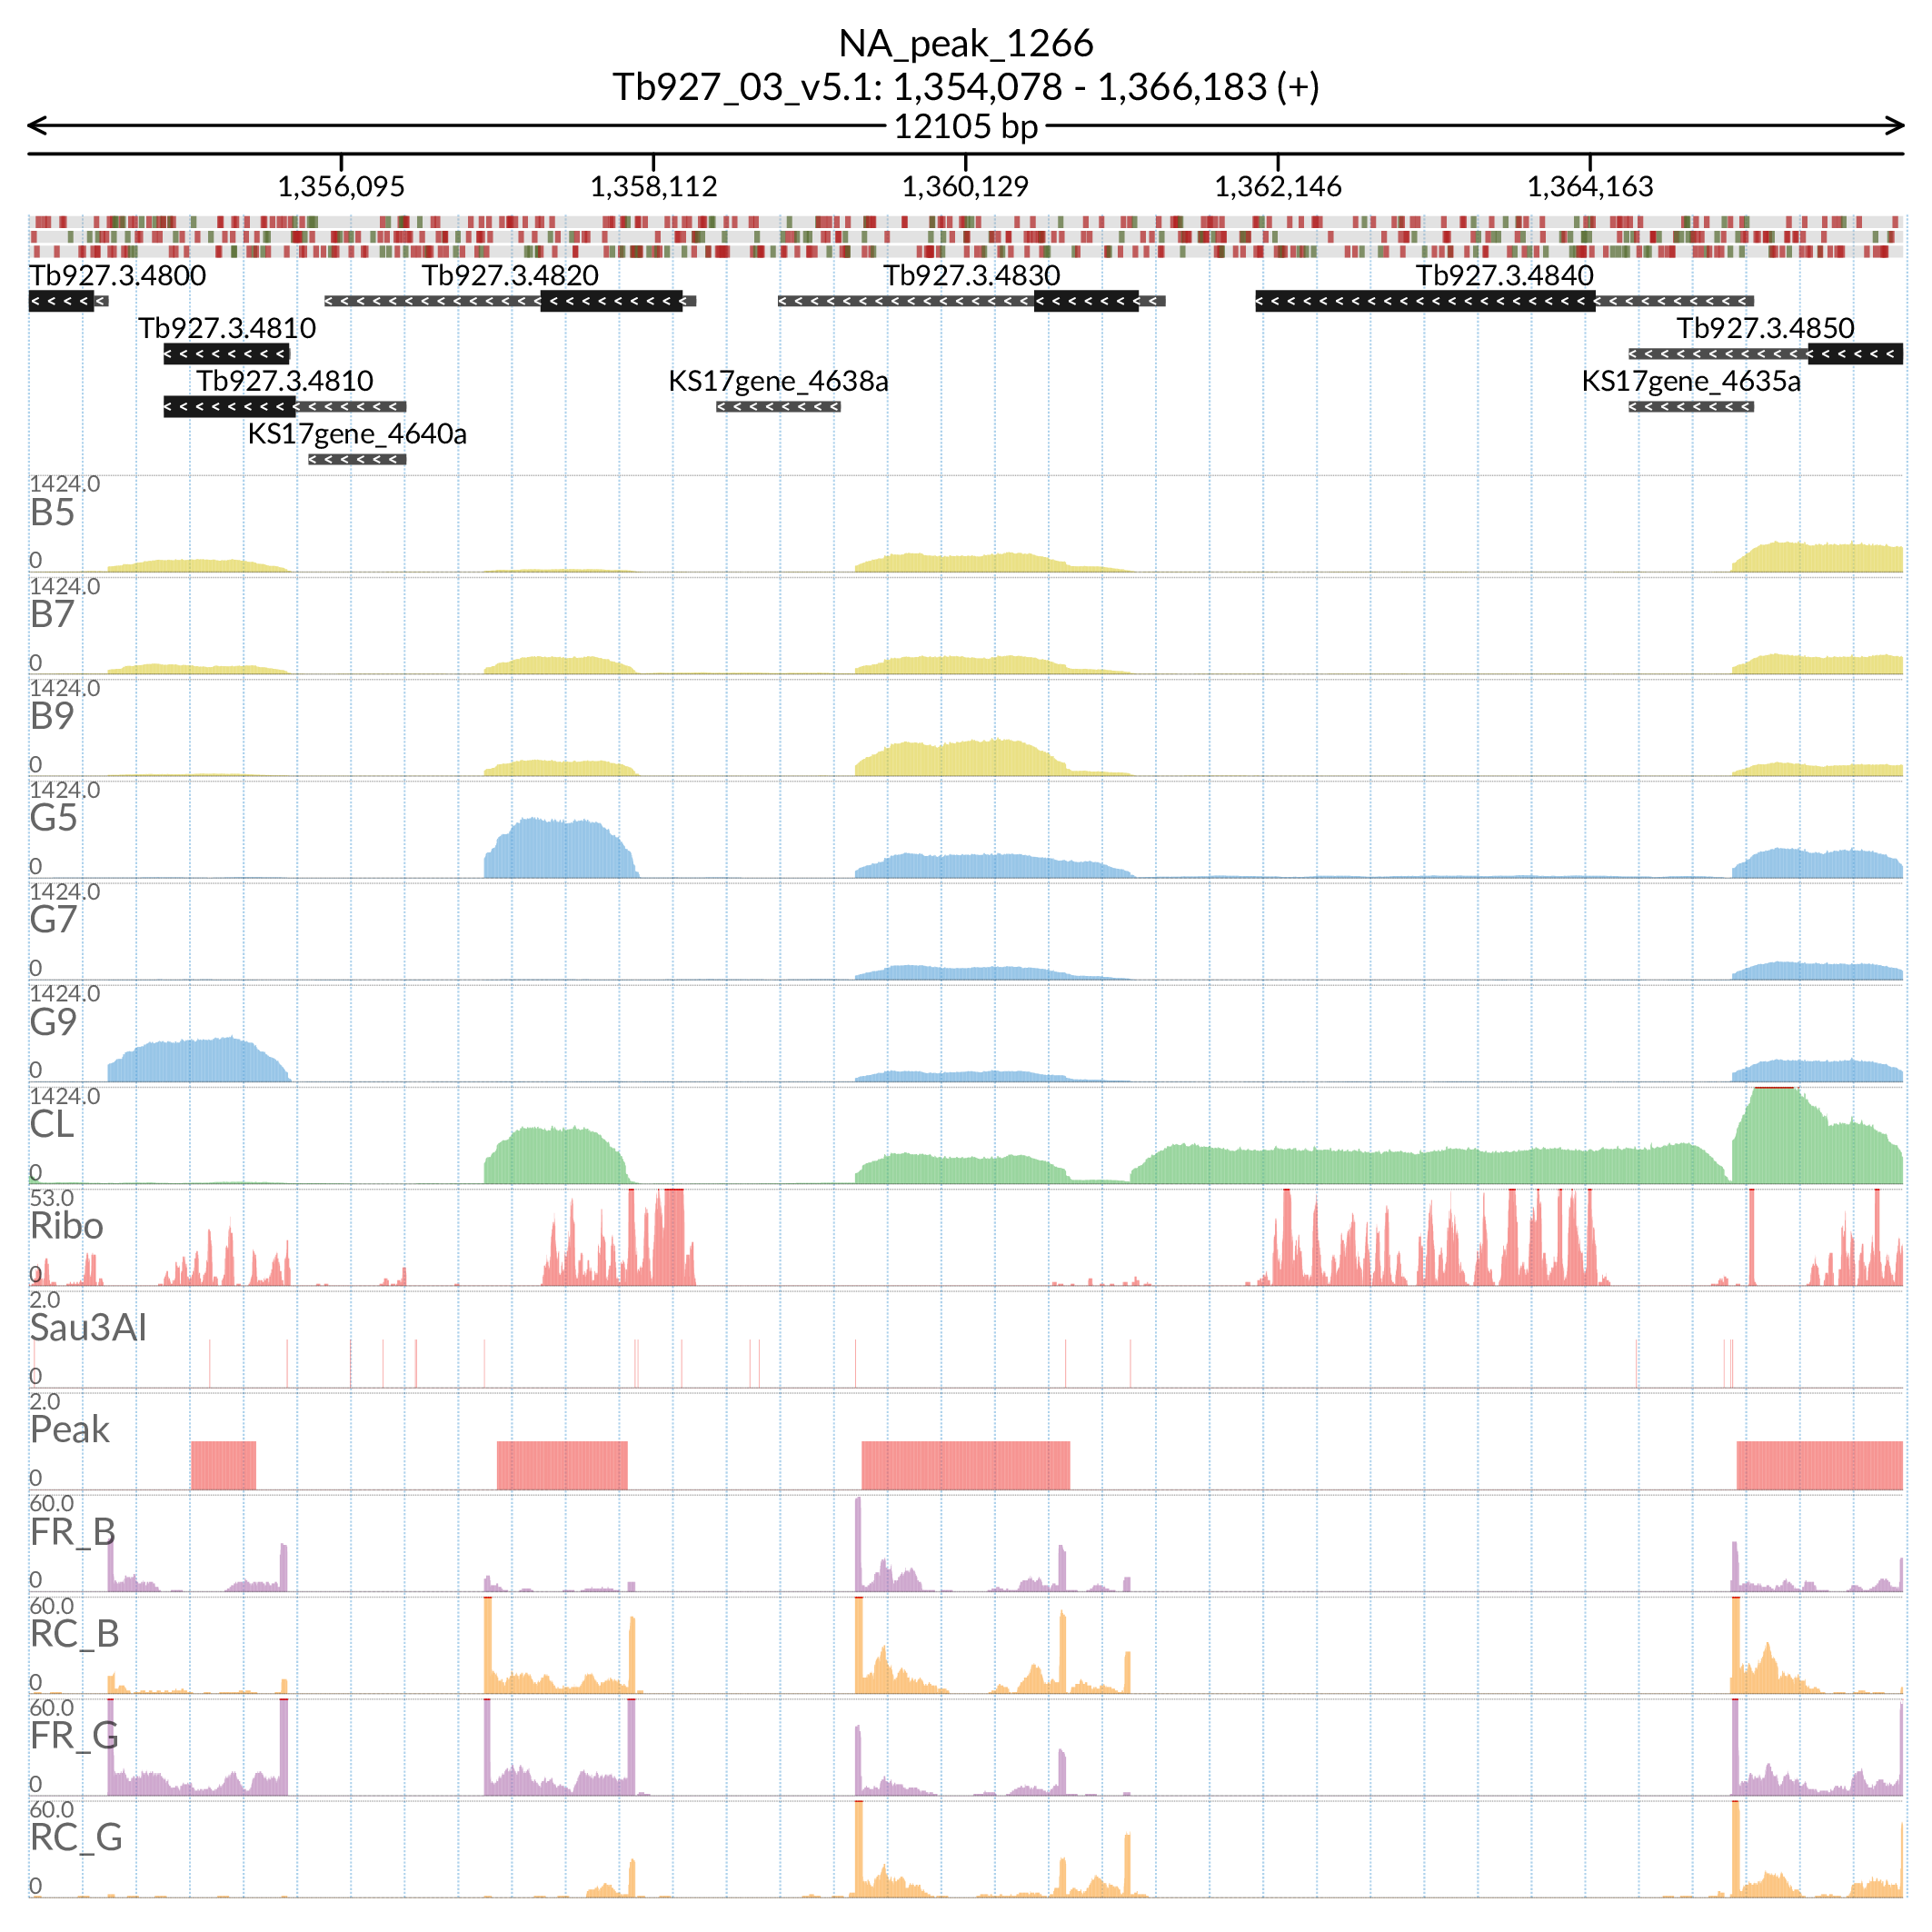 NA_peak_1266
Tb927_03_v5.1: 1,354,078 - 1,366,183 (+)
12105 bp
1,356,095 1,358,112 1,360,129 1,362,146 1,364,163
Tb927.3.4800 Tb927.3.4820 Tb927.3.4830 Tb927.3.4840
Tb927.3.4810 Tb927.3.4850
Tb927.3.4810 KS17gene_4638a KS17gene_4635a
KS17gene_4640a
1424.0
B5
0
1424.0
B7
0
1424.0
B9
0
1424.0
G5
0
1424.0
G7
0
1424.0
G9
0
1424.0
CL
0
53.0
Ribo
0
2.0
Sau3AI
0
2.0
Peak
0
60.0
FR_B
0
60.0
RC_B
0
60.0
FR_G
0
60.0
RC_G
0